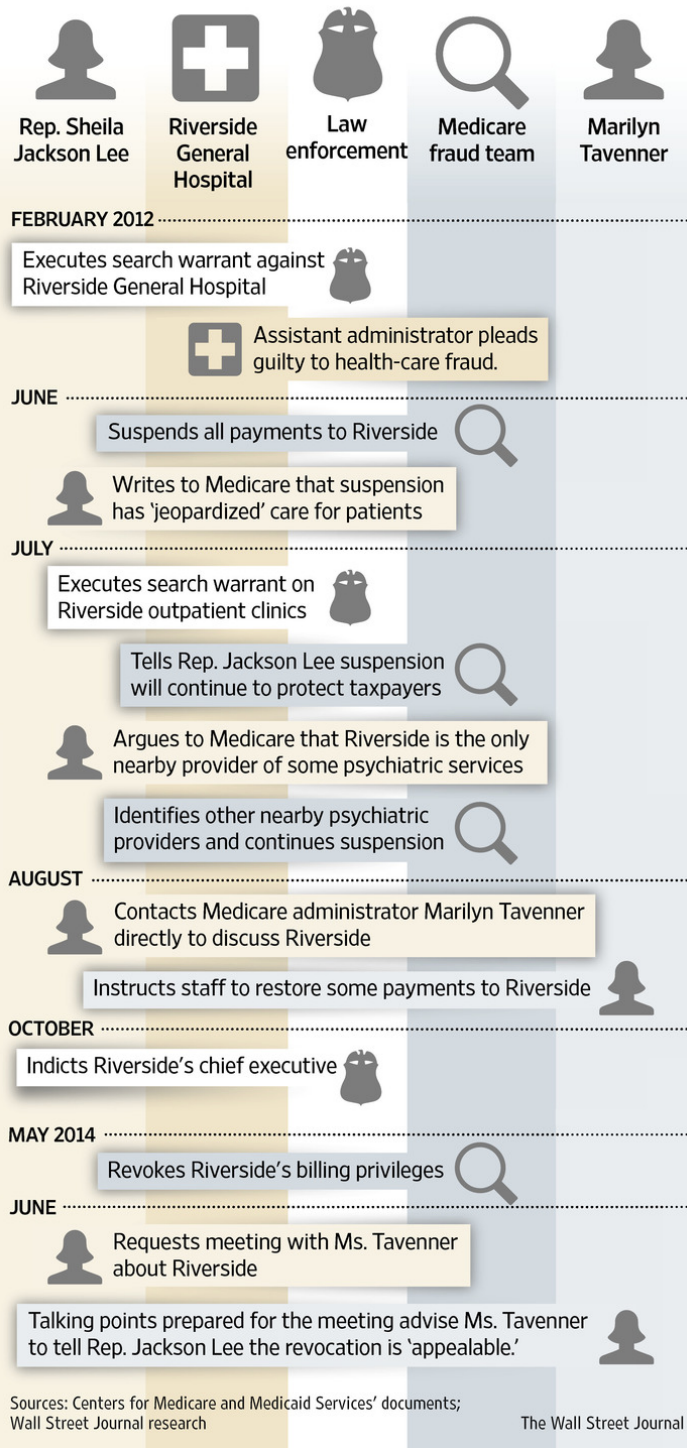 Rep. Sheila
Jackson Lee
Riverside
General
Hospital
Law
enforcement
Medicare
fraud team
Marilyn
Tavenner
FEBRUARY 2012
Executes search warrant against
Riverside General Hospital
Assistant administrator pleads
guilty to health-care fraud.
JUNE
Suspends all payments to Riverside
Writes to Medicare that suspension
has ‘jeopardized’ care for patients
JULY
Executes search warrant on
Riverside outpatient clinics
Tells Rep. Jackson Lee suspension
will continue to protect taxpayers
Argues to Medicare that Riverside is the only
nearby provider of some psychiatric services
Identifies other nearby psychiatric
providers and continues suspension
AUGUST
Contacts Medicare administrator Marilyn Tavenner
directly to discuss Riverside
Instructs staff to restore some payments to Riverside
OCTOBER
Indicts Riverside’s chief executive
MAY 2014
Revokes Riverside’s billing privileges
JUNE
Requests meeting with Ms. Tavenner
about Riverside
Talking points prepared for the meeting advise Ms. Tavenner
to tell Rep. Jackson Lee the revocation is ‘appealable.’
Sources: Centers for Medicare and Medicaid Services’ documents;
Wall Street Journal research
The Wall Street Journal